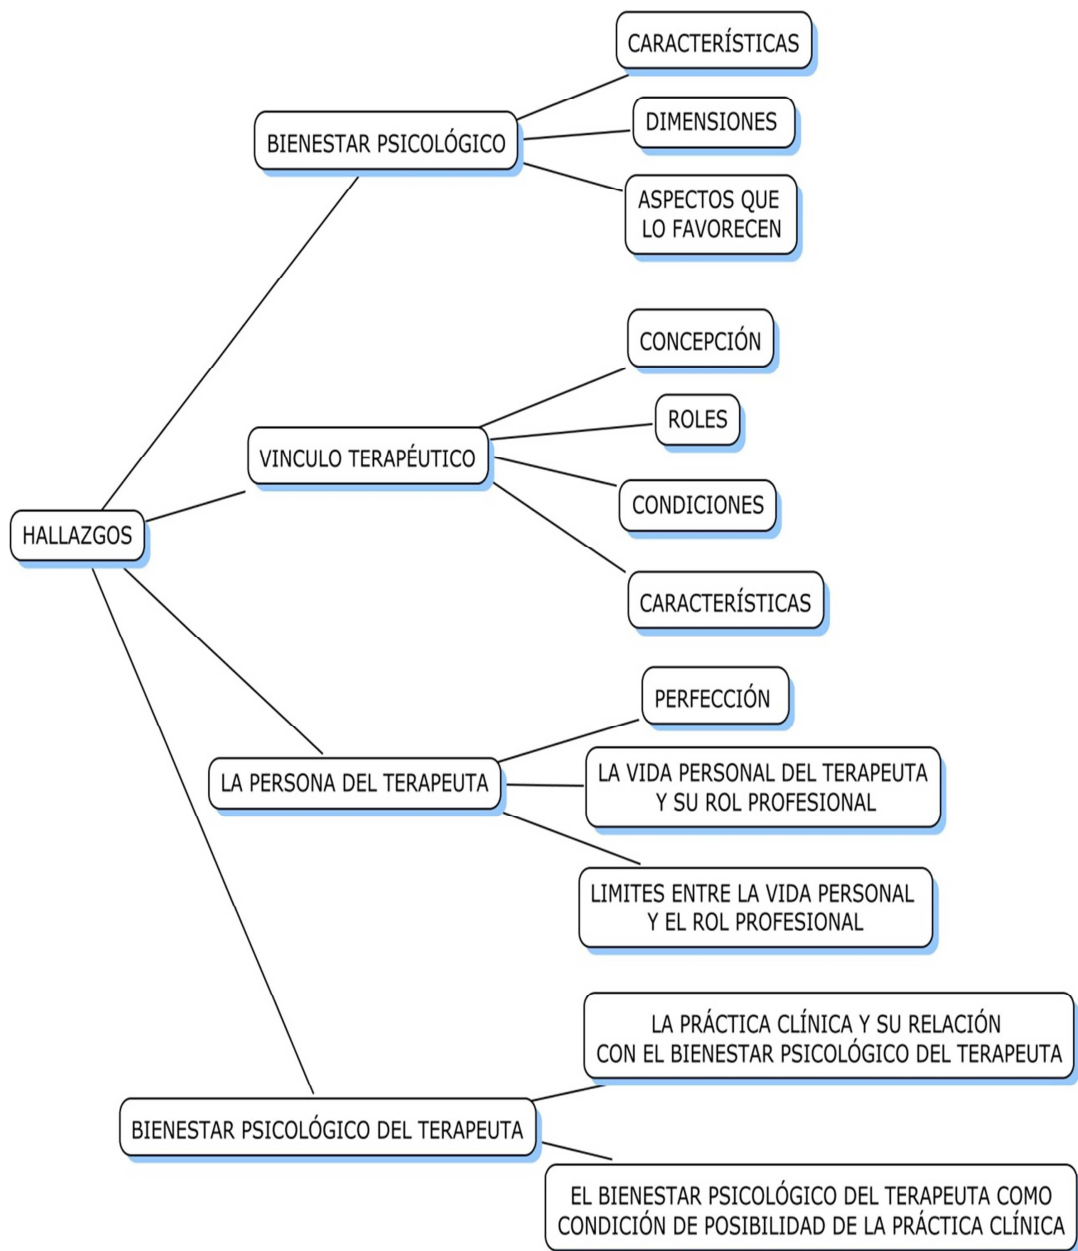 CARACTERÍSTICAS
DIMENSIONES
BIENESTAR PSICOLÓGICO
ASPECTOS QUE
LO FAVORECEN
CONCEPCIÓN
ROLES
VINCULO TERAPÉUTICO
CONDICIONES
HALLAZGOS
CARACTERÍSTICAS
PERFECCIÓN
LA PERSONA DEL TERAPEUTA
LA VIDA PERSONAL DEL TERAPEUTA
Y SU ROL PROFESIONAL
LIMITES ENTRE LA VIDA PERSONAL
Y EL ROL PROFESIONAL
LA PRÁCTICA CLÍNICA Y SU RELACIÓN
CON EL BIENESTAR PSICOLÓGICO DEL TERAPEUTA
BIENESTAR PSICOLÓGICO DEL TERAPEUTA
EL BIENESTAR PSICOLÓGICO DEL TERAPEUTA COMO
CONDICIÓN DE POSIBILIDAD DE LA PRÁCTICA CLÍNICA